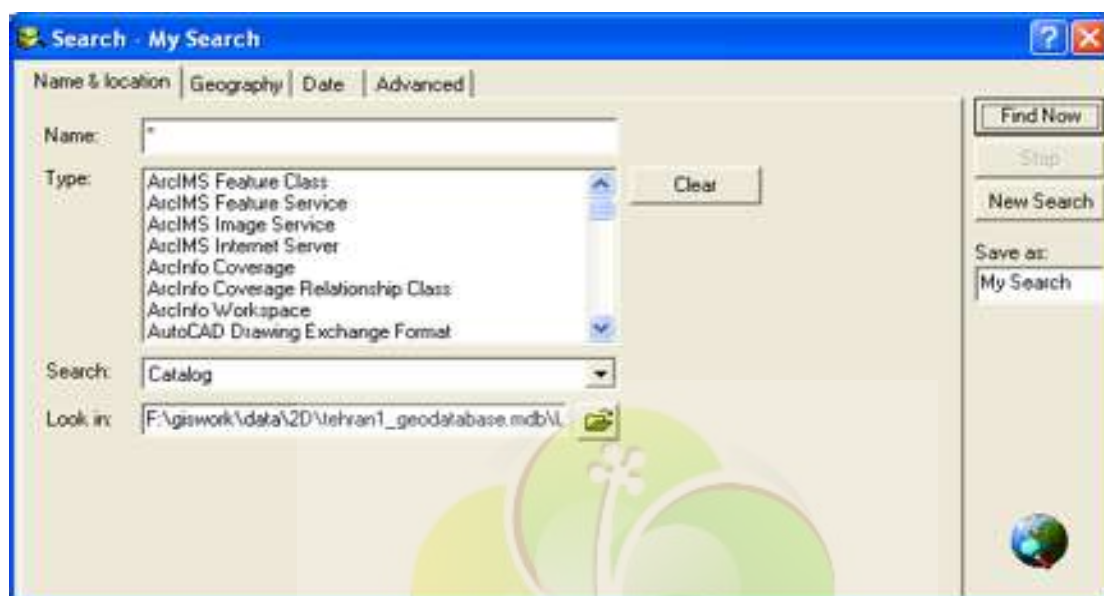 Search - My Search
Name & location
Geography
Date
Advanced
Name:
*
Type:
ArcIMS Feature Class
ArcIMS Feature Service
ArcIMS Image Service
ArcIMS Internet Server
ArcInfo Coverage
ArcInfo Coverage Relationship Class
ArcInfo Workspace
AutoCAD Drawing Exchange Format
Clear
Search:
Catalog
Look in:
F:\giswork\data\2D\tehran1_geodatabase.mdb\L
Find Now
Stop
New Search
Save as:
My Search